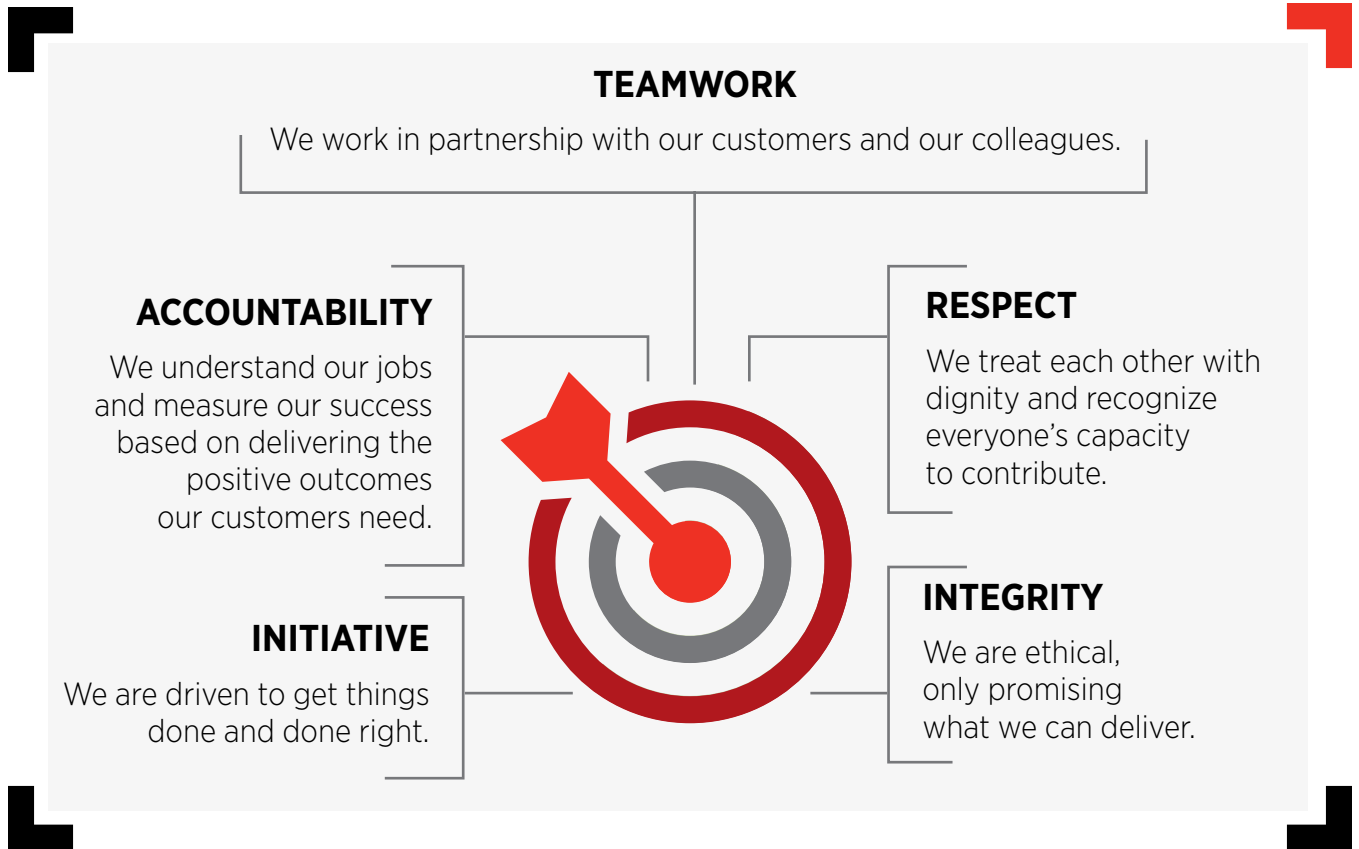 TEAMWORK
We work in partnership with our customers and our colleagues.
ACCOUNTABILITY
We understand our jobs
and measure our success
based on delivering the
positive outcomes
our customers need.
RESPECT
We treat each other with
dignity and recognize
everyone’s capacity
to contribute.
INITIATIVE
We are driven to get things
done and done right.
INTEGRITY
We are ethical,
only promising
what we can deliver.